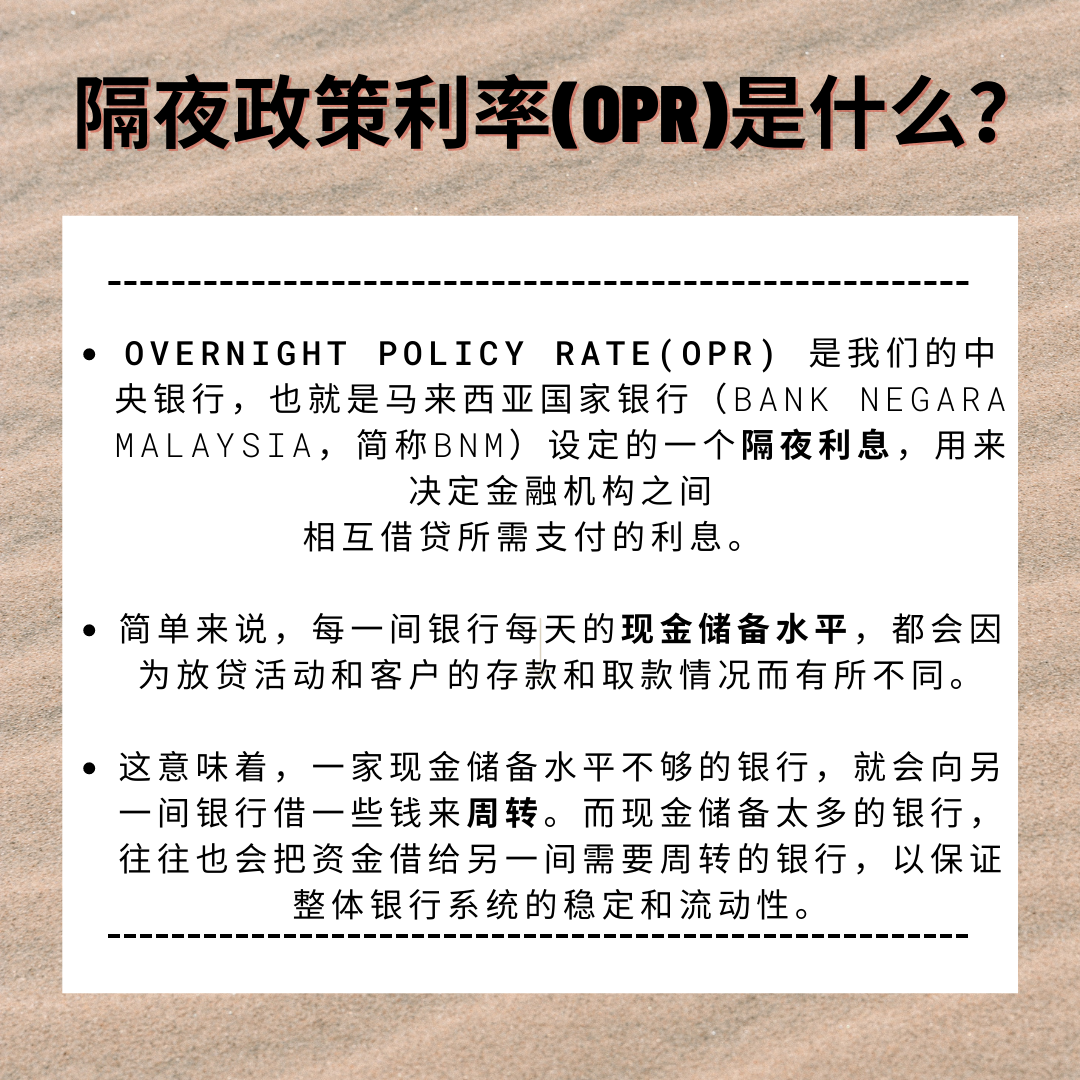 隔夜政策利率(OPR)是什么?
OVERNIGHT POLICY RATE(OPR) 是我们的中
央银行，也就是马来西亚国家银行（BANK NEGARA
MALAYSIA，简称BNM）设定的一个隔夜利息，用来
决定金融机构之间
相互借贷所需支付的利息。
简单来说，每一间银行每天的现金储备水平，都会因
为放贷活动和客户的存款和取款情况而有所不同。
这意味着，一家现金储备水平不够的银行，就会向另
一间银行借一些钱来周转。而现金储备太多的银行，
往往也会把资金借给另一间需要周转的银行，以保证
整体银行系统的稳定和流动性。